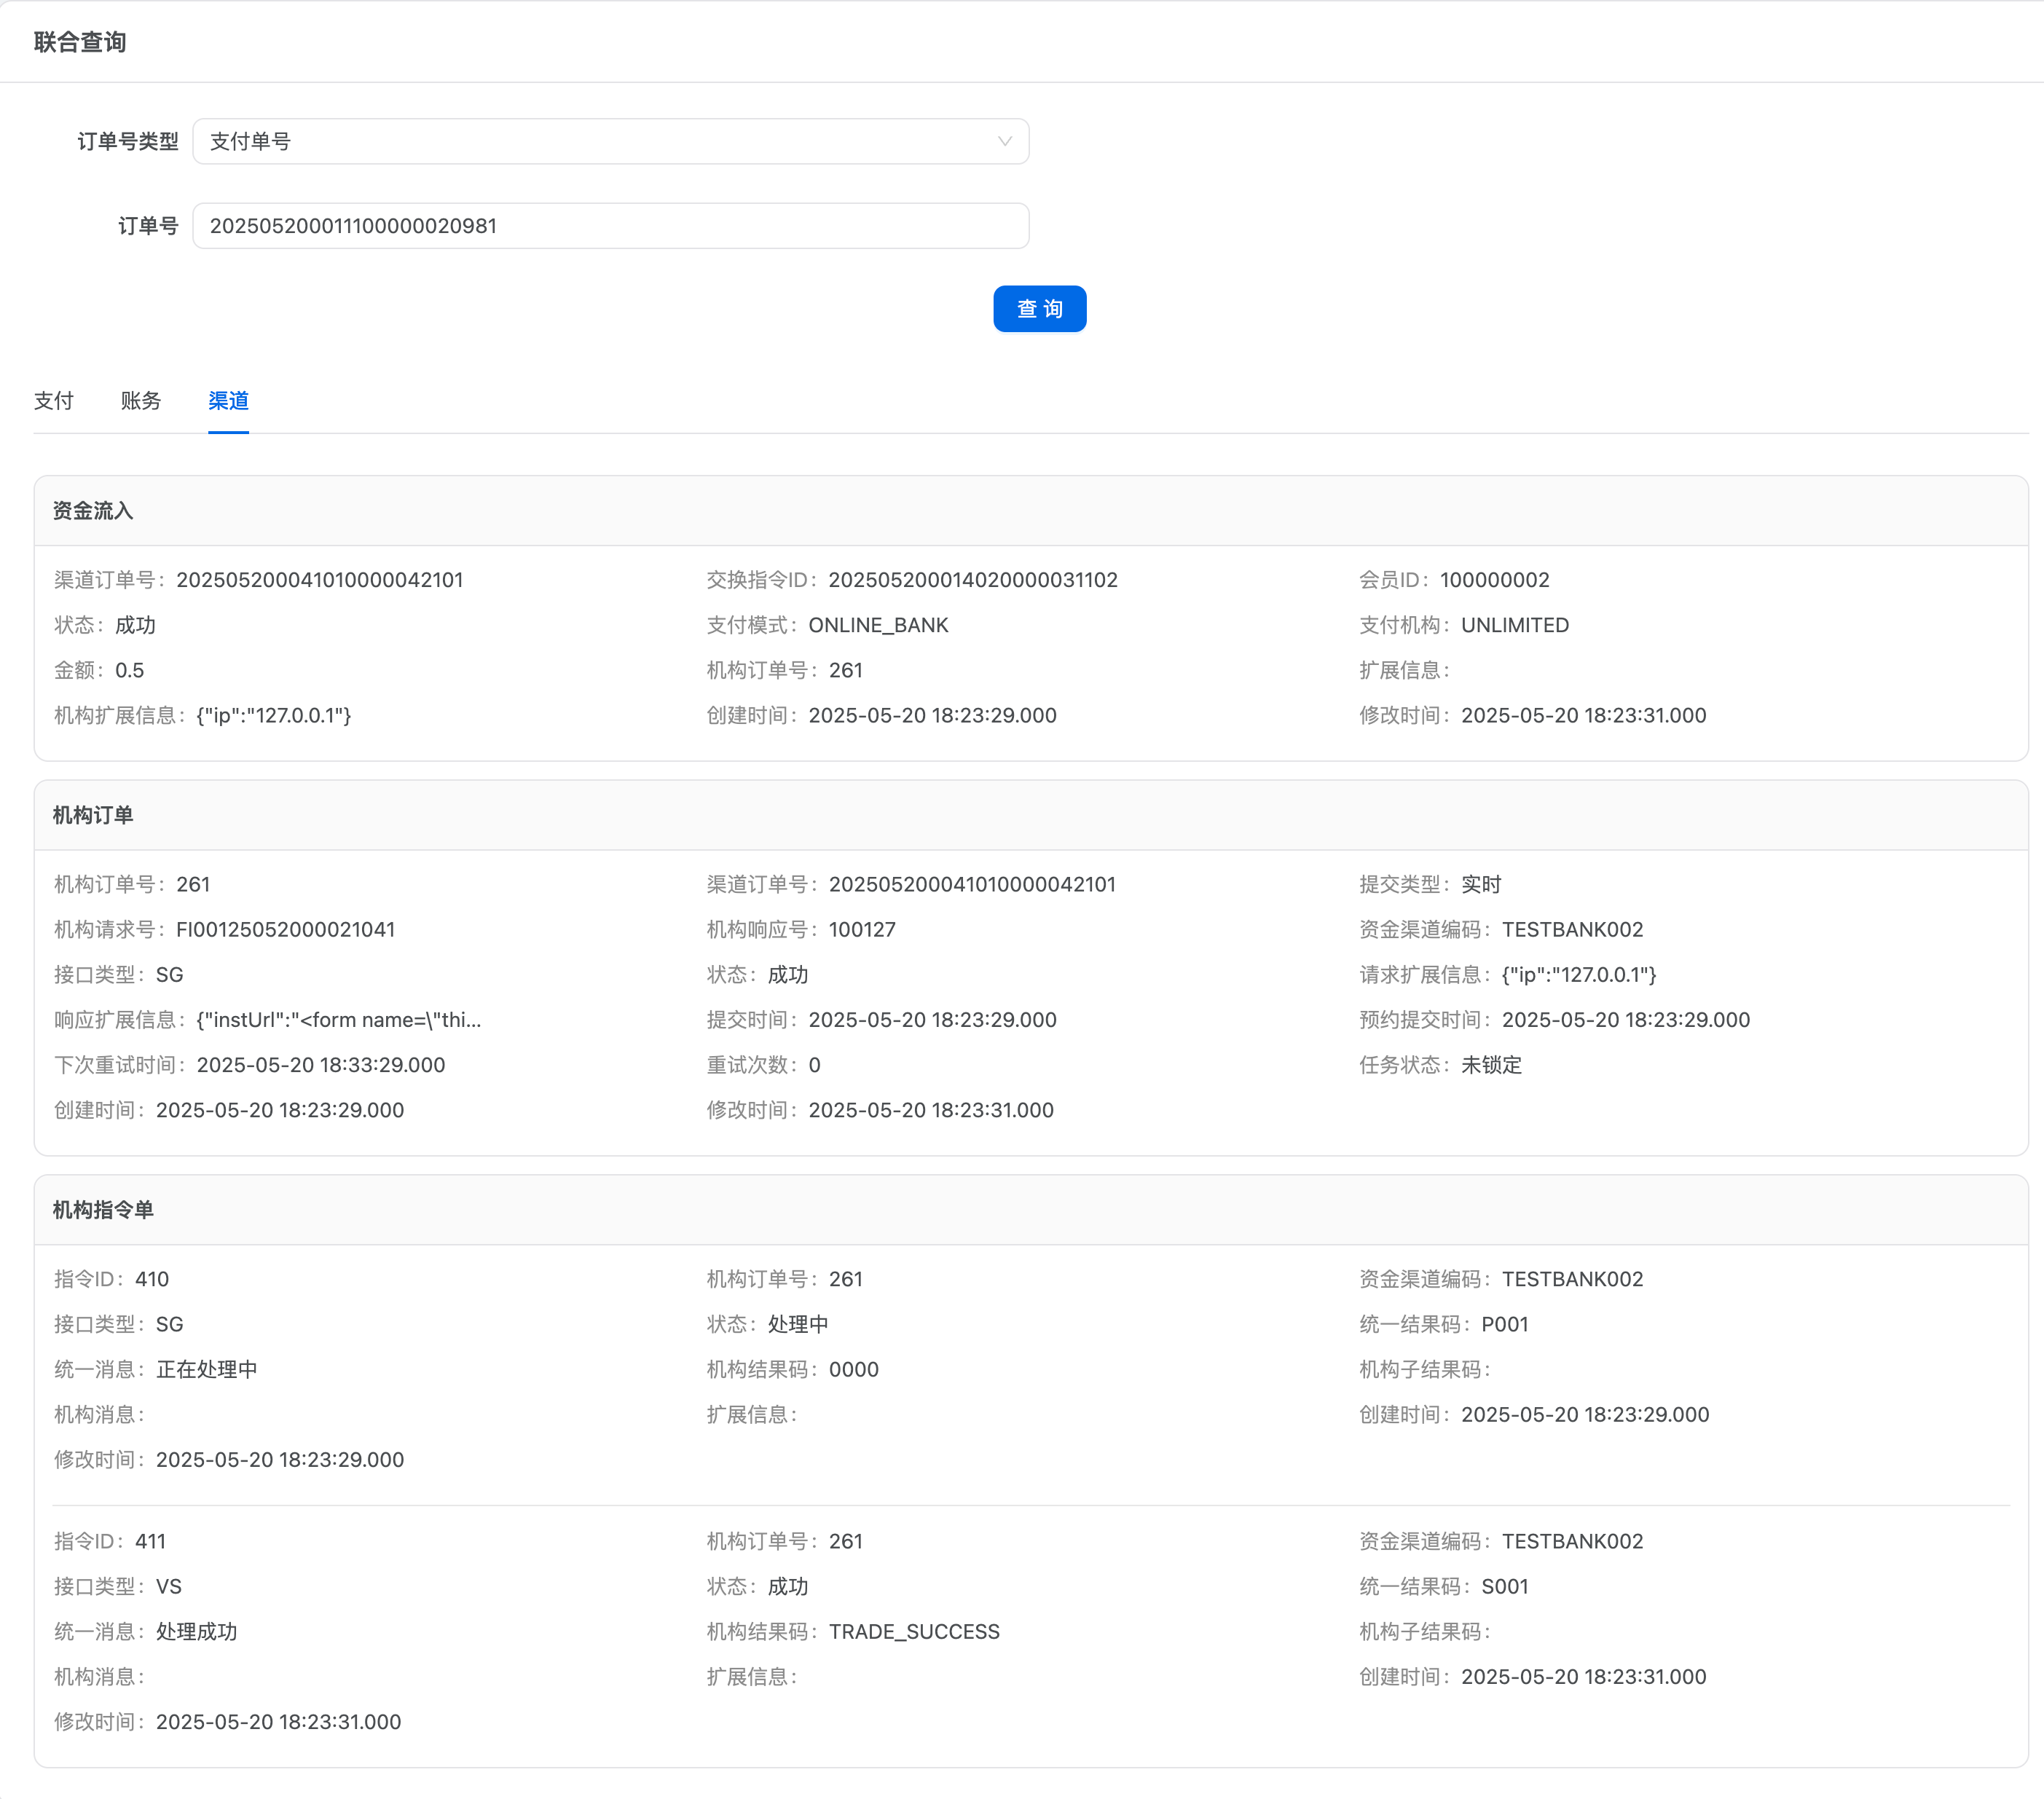 联合查询
订单号类型 支付单号
订单号 202505200011100000020981
查 询
支付 账务 渠道
资金流入
渠道订单号: 202505200041010000042101 交换指令ID: 202505200014020000031102 会员ID: 100000002
状态: 成功 支付模式: ONLINE_BANK 支付机构: UNLIMITED
金额: 0.5 机构订单号: 261 扩展信息:
机构扩展信息: {"ip":"127.0.0.1"} 创建时间: 2025-05-20 18:23:29.000 修改时间: 2025-05-20 18:23:31.000
机构订单
机构订单号: 261 渠道订单号: 202505200041010000042101 提交类型: 实时
机构请求号: FI00125052000021041 机构响应号: 100127 资金渠道编码: TESTBANK002
接口类型: SG 状态: 成功 请求扩展信息: {"ip":"127.0.0.1"}
响应扩展信息: {"instUrl":"<form name=\"thi... 提交时间: 2025-05-20 18:23:29.000 预约提交时间: 2025-05-20 18:23:29.000
下次重试时间: 2025-05-20 18:33:29.000 重试次数: 0 任务状态: 未锁定
创建时间: 2025-05-20 18:23:29.000 修改时间: 2025-05-20 18:23:31.000
机构指令单
指令ID: 410 机构订单号: 261 资金渠道编码: TESTBANK002
接口类型: SG 状态: 处理中 统一结果码: P001
统一消息: 正在处理中 机构结果码: 0000 机构子结果码:
机构消息: 扩展信息: 创建时间: 2025-05-20 18:23:29.000
修改时间: 2025-05-20 18:23:29.000
指令ID: 411 机构订单号: 261 资金渠道编码: TESTBANK002
接口类型: VS 状态: 成功 统一结果码: S001
统一消息: 处理成功 机构结果码: TRADE_SUCCESS 机构子结果码:
机构消息: 扩展信息: 创建时间: 2025-05-20 18:23:31.000
修改时间: 2025-05-20 18:23:31.000